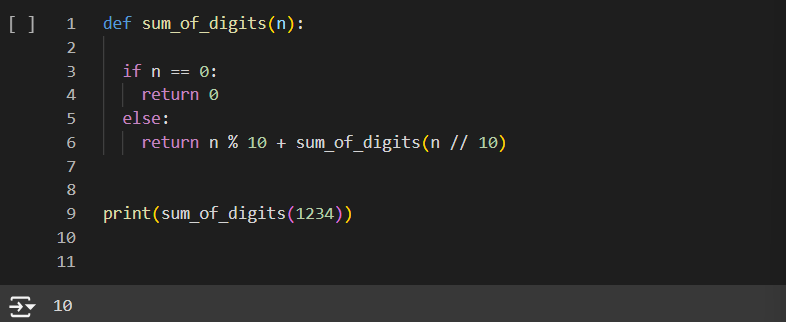 [ ] 1 def sum_of_digits(n):
2
3 if n == 0:
4 return 0
5 else:
6 return n % 10 + sum_of_digits(n // 10)
7
8
9 print(sum_of_digits(1234))
10
11
10